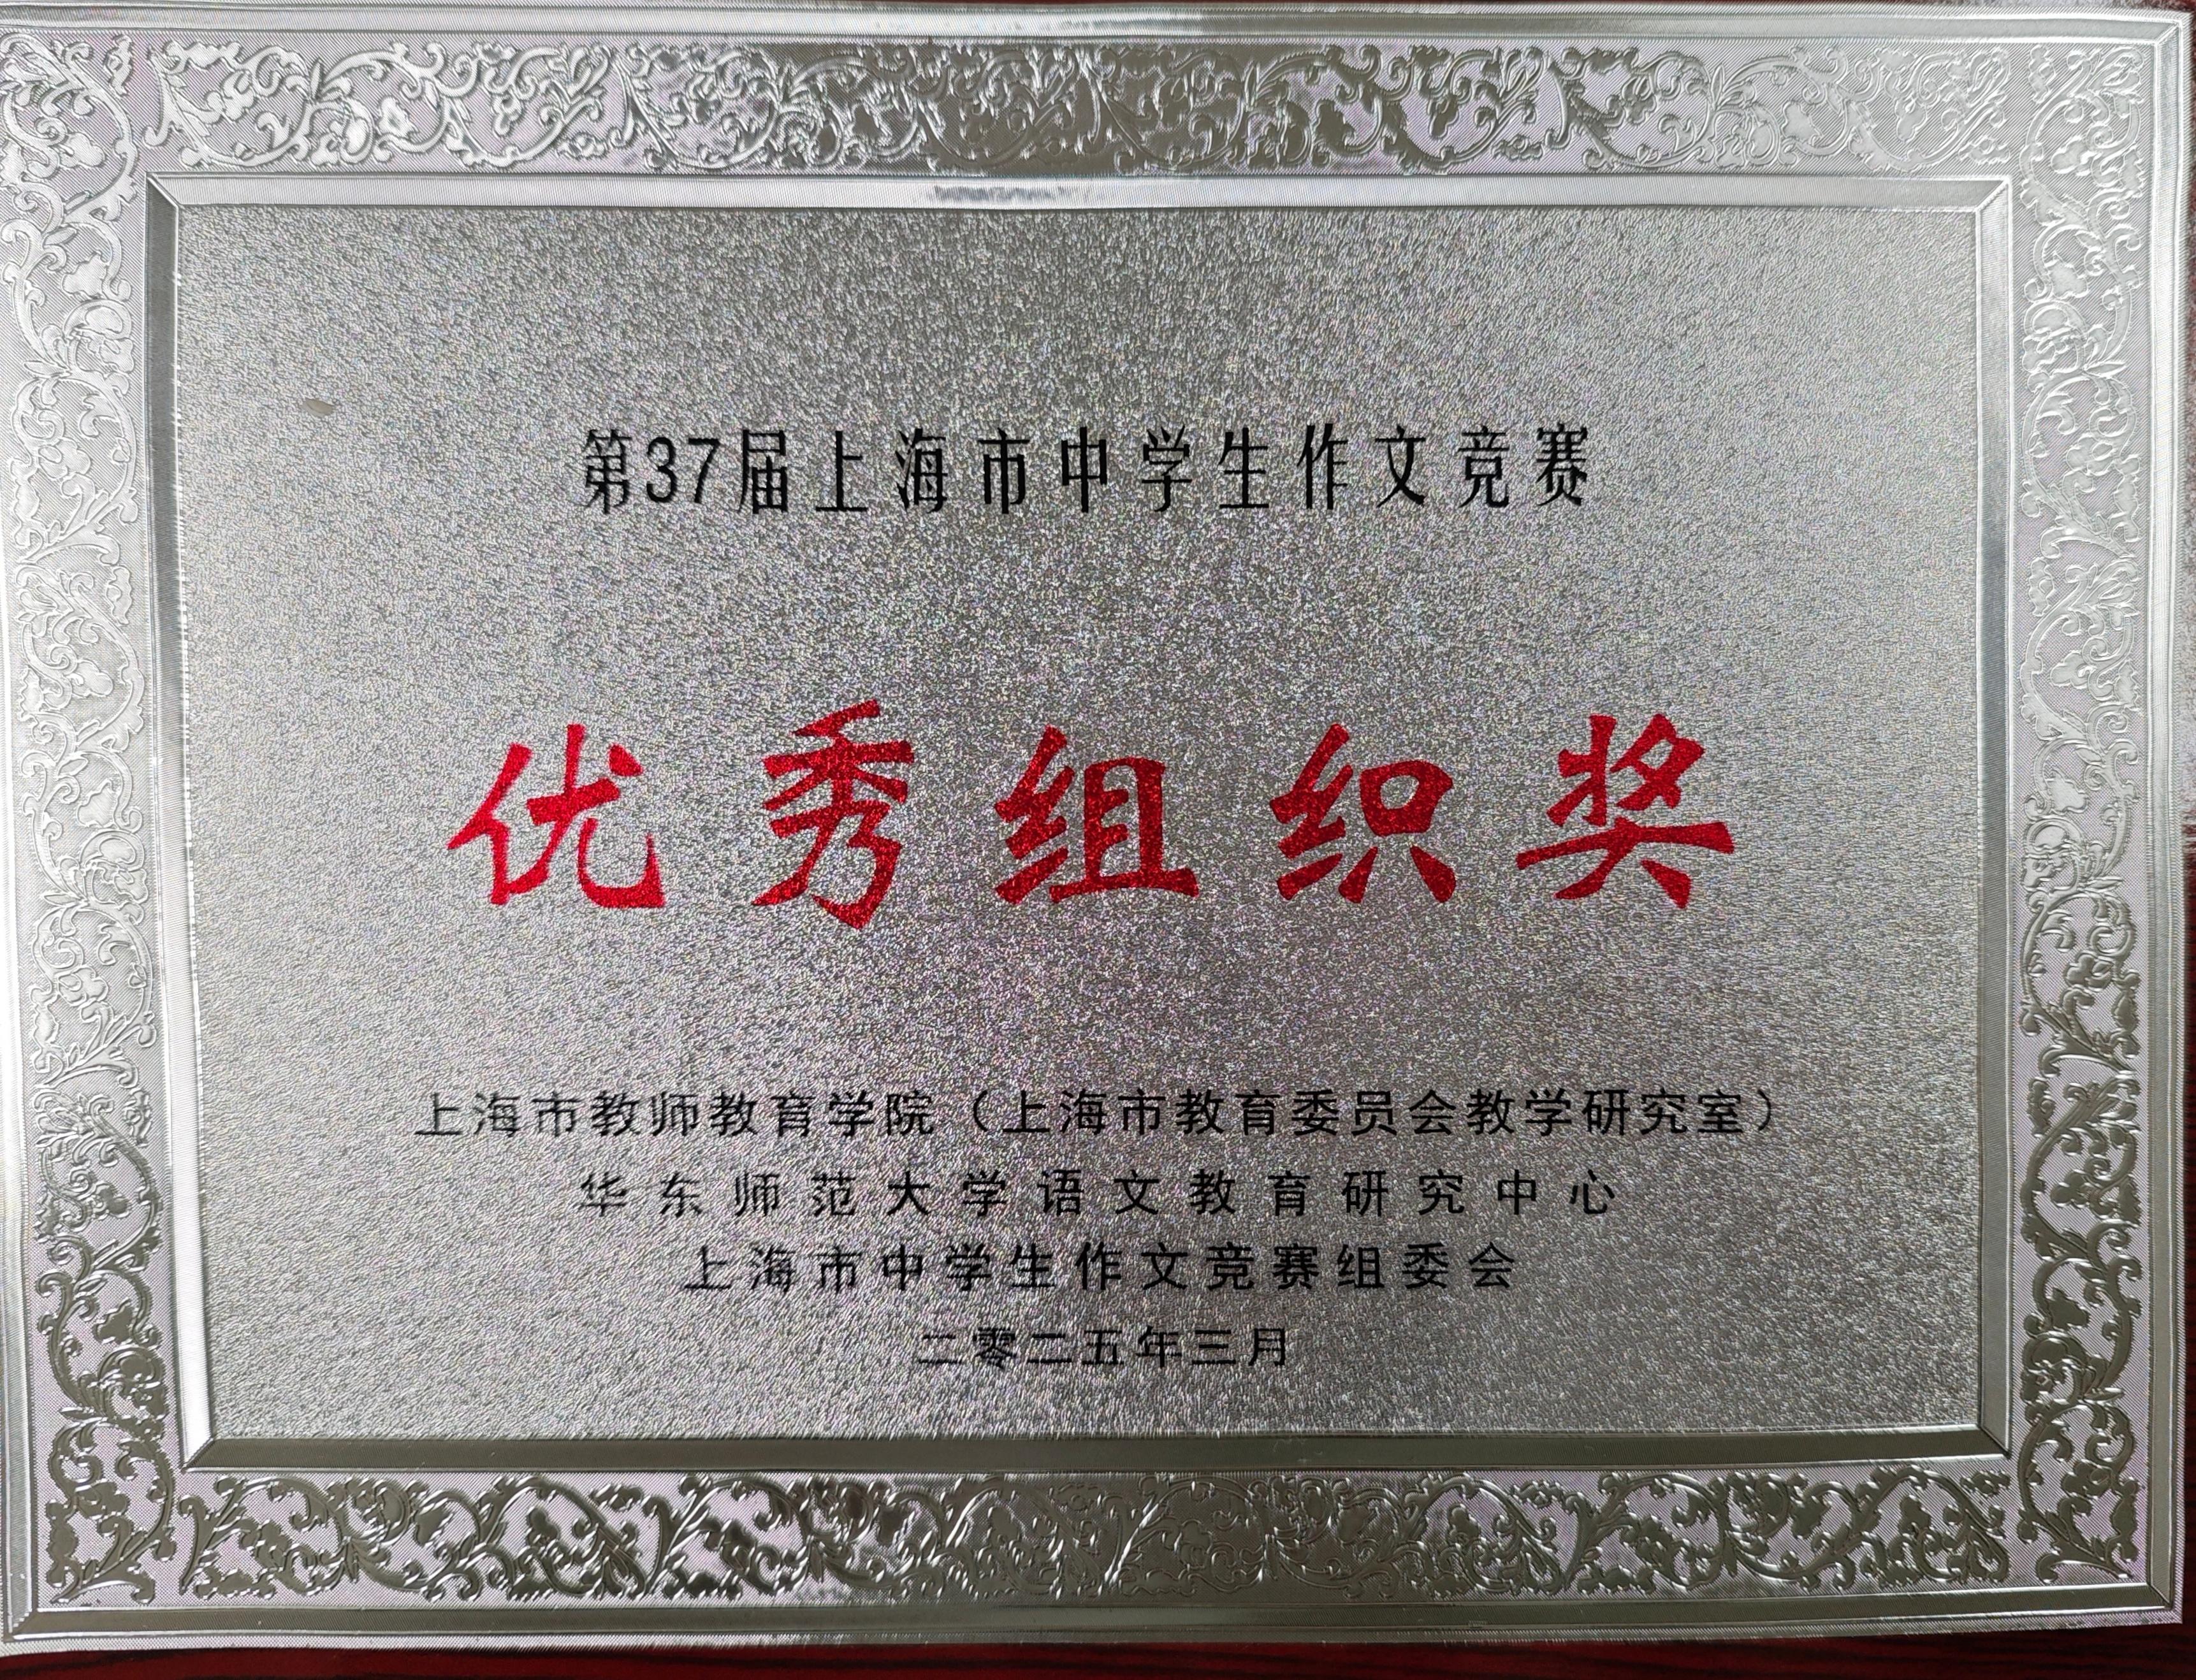 第37届上海市中学生作文竞赛
优秀组织奖
上海市教师教育学院（上海市教育委员会教学研究室）
华东师范大学语文教育研究中心
上海市中学生作文竞赛组委会
二零二五年三月